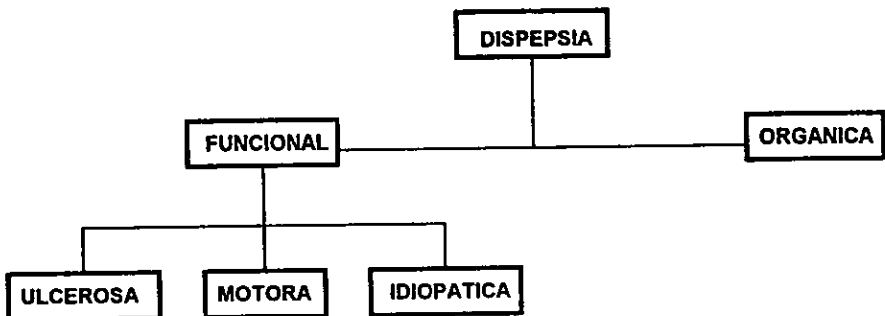 DISPEPSIA
FUNCIONAL
ORGANICA
ULCEROSA
MOTORA
IDIOPATICA